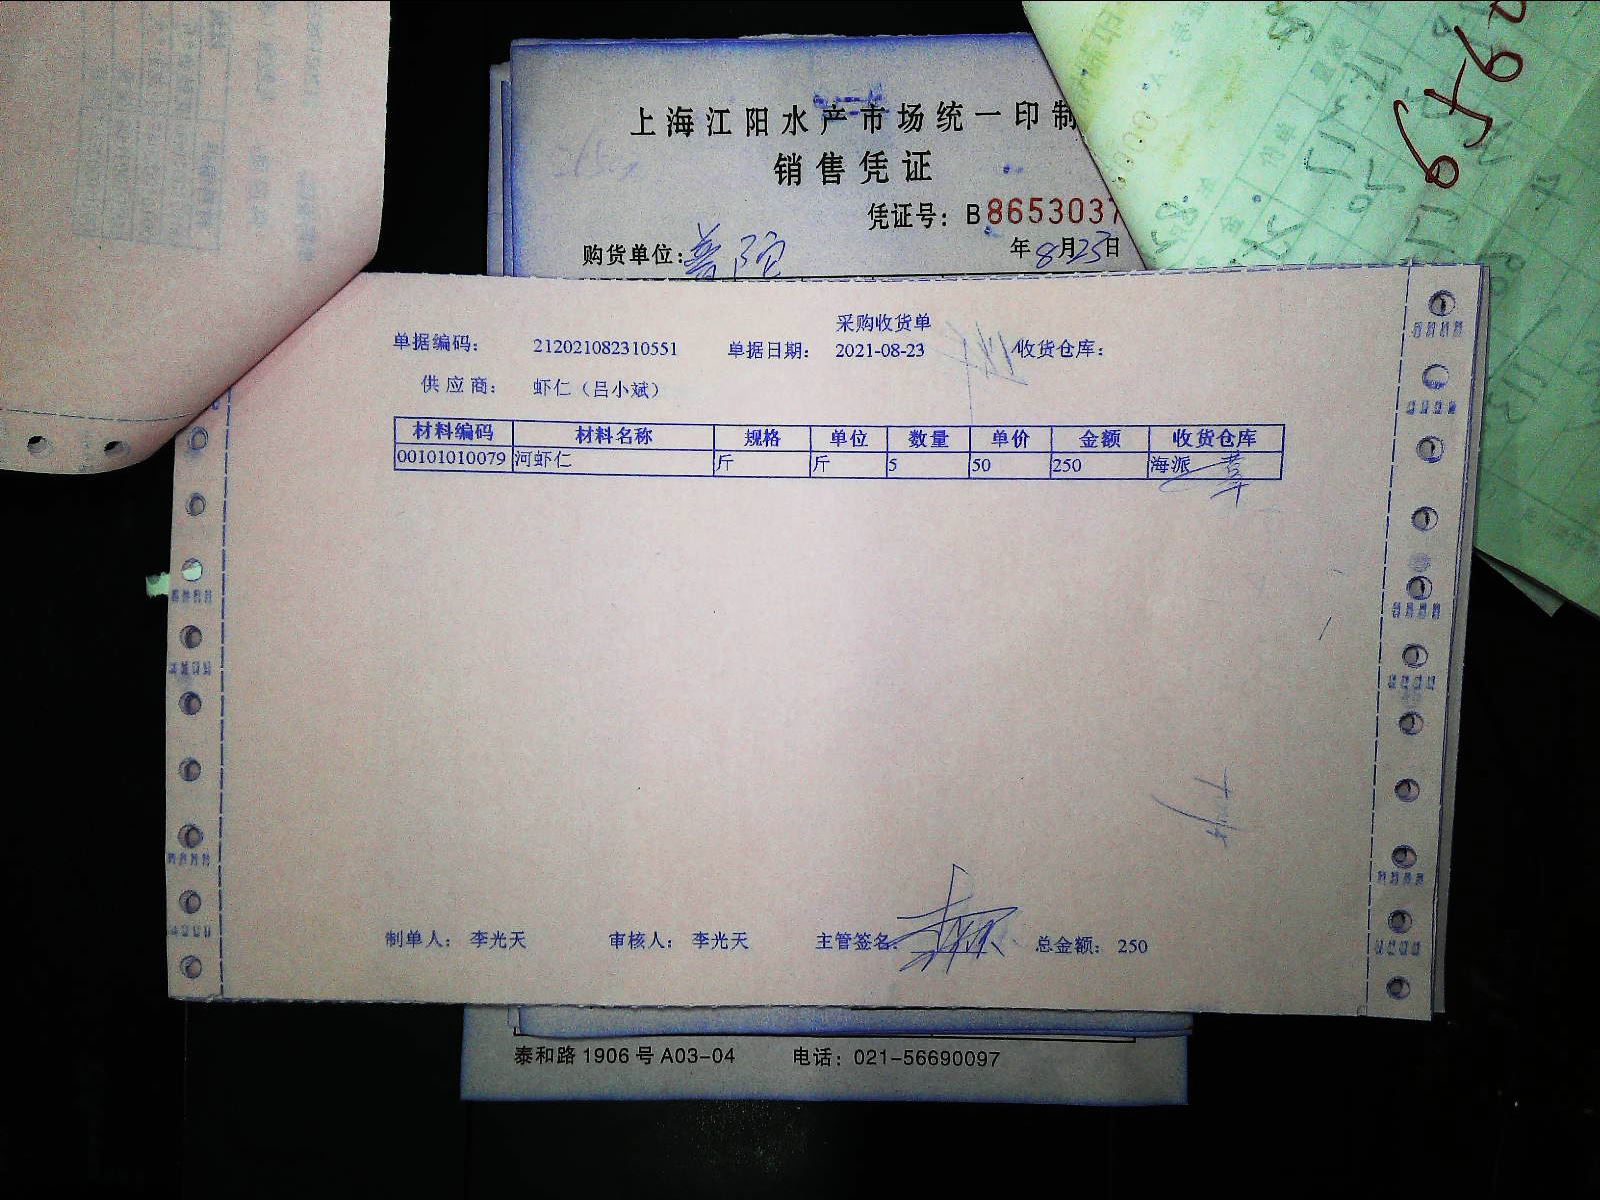 上海江阳水产市场统一印制
销售凭证
凭证号：B8653037
购货单位：普陀 年8月23日
采购收货单
单据编码： 212021082310551 单据日期： 2021-08-23 收货仓库：
供应商： 虾仁（吕小斌）
材料编码 材料名称 规格 单位 数量 单价 金额 收货仓库
00101010079 河虾仁 斤 斤 5 50 250 海派
制单人： 李光天 审核人： 李光天 主管签名： 总金额： 250
泰和路1906号A03-04 电话：021-56690097